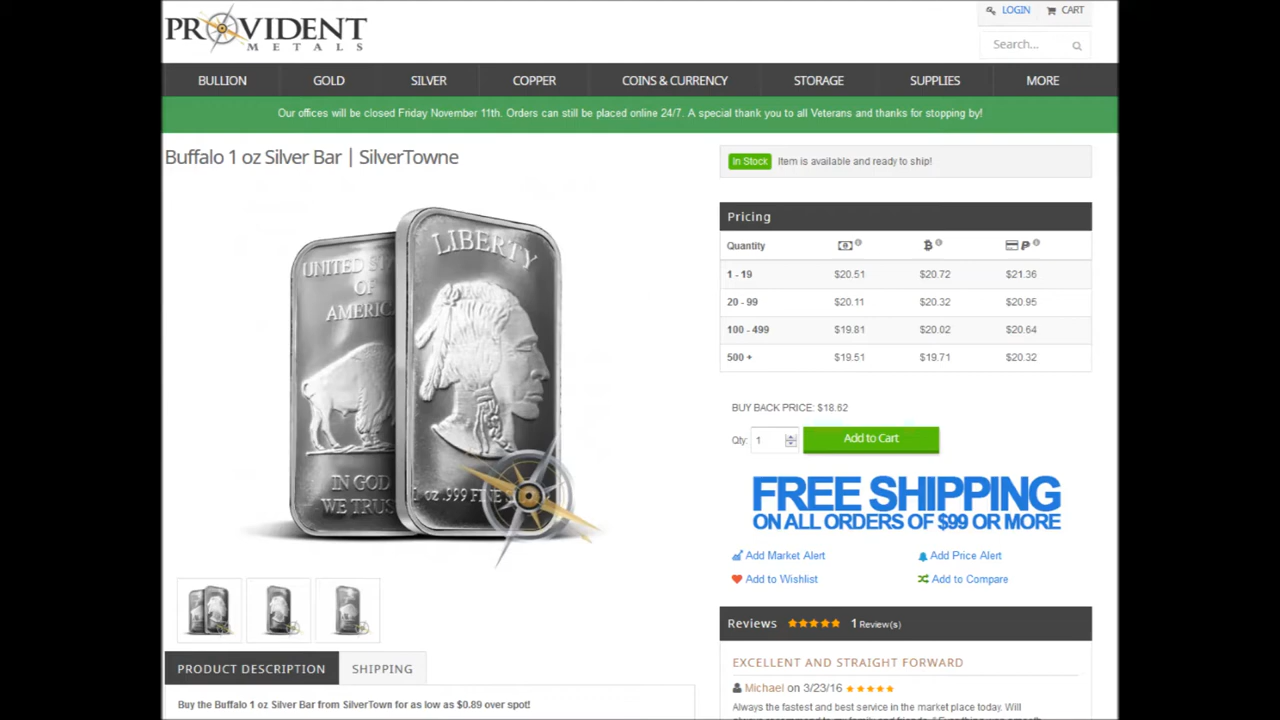 PROVIDENT
METALS
LOGIN CART
Search...
BULLION GOLD SILVER COPPER COINS & CURRENCY STORAGE SUPPLIES MORE
Our offices will be closed Friday November 11th. Orders can still be placed online 24/7. A special thank you to all Veterans and thanks for stopping by!
Buffalo 1 oz Silver Bar | SilverTowne
UNITED
OF
LIBERTY
IN GOD
WE
1 oz .999
In Stock Item is available and ready to ship!
Pricing
Quantity
1 - 19 $20.51 $20.72 $21.36
20 - 99 $20.11 $20.32 $20.95
100 - 499 $19.81 $20.02 $20.64
500 + $19.51 $19.71 $20.32
BUY BACK PRICE: $18.62
Qty: 1 Add to Cart
FREE SHIPPING
ON ALL ORDERS OF $99 OR MORE
Add Market Alert Add Price Alert
Add to Wishlist Add to Compare
Reviews 1 Review(s)
EXCELLENT AND STRAIGHT FORWARD
Michael on 3/23/16
Always the fastest and best service in the market place today. Will
PRODUCT DESCRIPTION SHIPPING
Buy the Buffalo 1 oz Silver Bar from SilverTown for as low as $0.89 over spot!